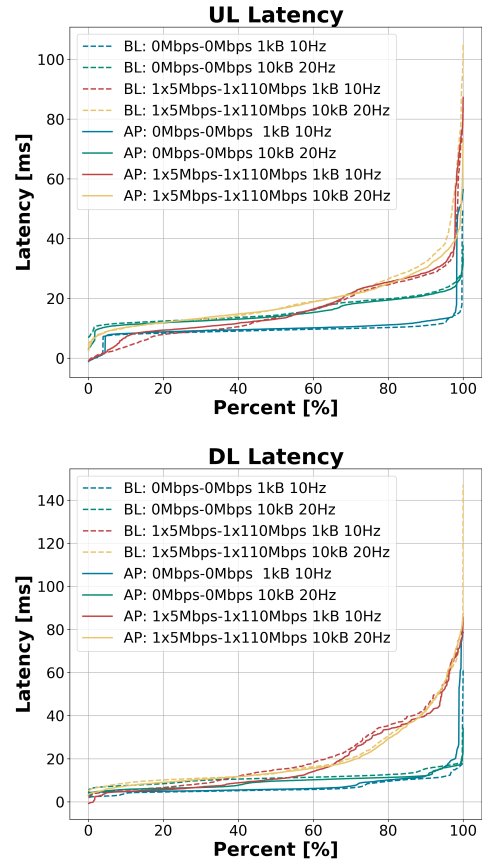 UL Latency
BL: 0Mbps-0Mbps 1kB 10Hz
BL: 0Mbps-0Mbps 10kB 20Hz
BL: 1x5Mbps-1x110Mbps 1kB 10Hz
BL: 1x5Mbps-1x110Mbps 10kB 20Hz
AP: 0Mbps-0Mbps  1kB 10Hz
AP: 0Mbps-0Mbps 10kB 20Hz
AP: 1x5Mbps-1x110Mbps 1kB 10Hz
AP: 1x5Mbps-1x110Mbps 10kB 20Hz
Latency [ms]
100
80
60
40
20
0
0 20 40 60 80 100
Percent [%]
DL Latency
BL: 0Mbps-0Mbps 1kB 10Hz
BL: 0Mbps-0Mbps 10kB 20Hz
BL: 1x5Mbps-1x110Mbps 1kB 10Hz
BL: 1x5Mbps-1x110Mbps 10kB 20Hz
AP: 0Mbps-0Mbps  1kB 10Hz
AP: 0Mbps-0Mbps 10kB 20Hz
AP: 1x5Mbps-1x110Mbps 1kB 10Hz
AP: 1x5Mbps-1x110Mbps 10kB 20Hz
Latency [ms]
140
120
100
80
60
40
20
0
0 20 40 60 80 100
Percent [%]